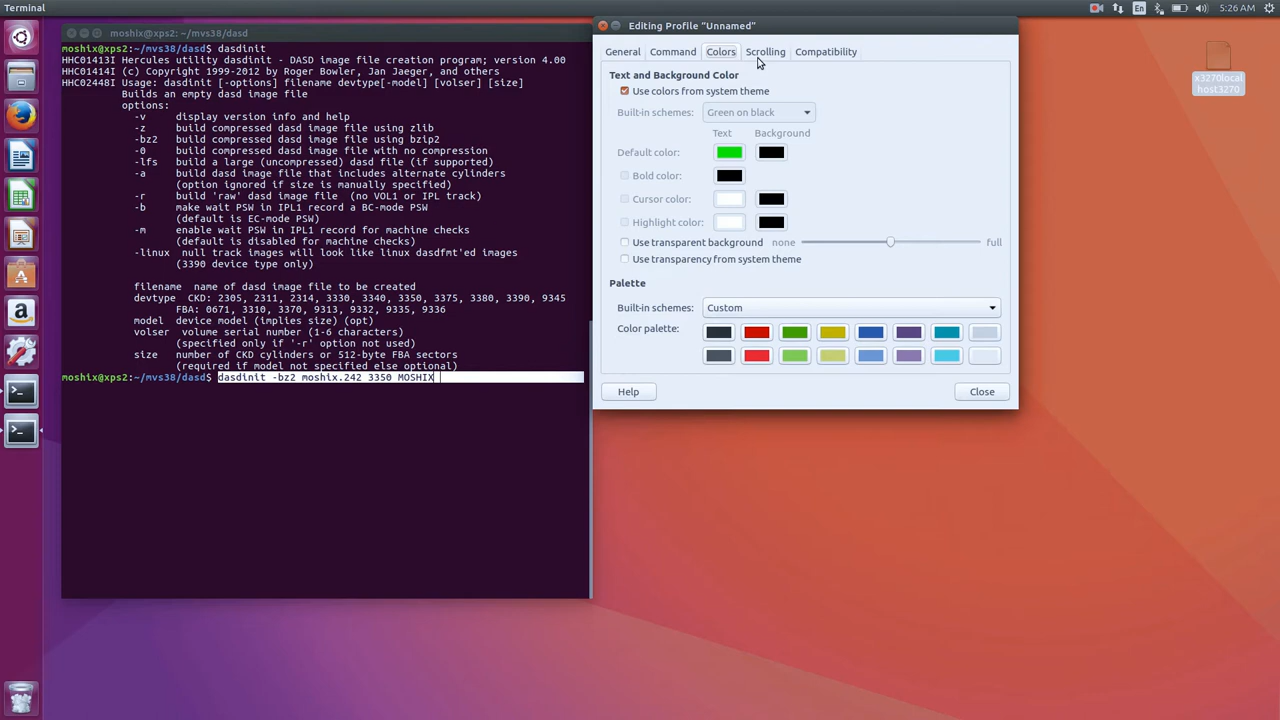 Terminal
En
5:26 AM
moshix@xps2:~/mvs38/dasd$ dasdinit
HHC01413I Hercules utility dasdinit - DASD image file creation program; version 4.00
HHC01414I (c) Copyright 1999-2012 by Roger Bowler, Jan Jaeger, and others
HHC02448I Usage: dasdinit [-options] filename devtype[-model] [volser] [size]
Builds an empty dasd image file
options:
-v display version info and help
-z build compressed dasd image file using zlib
-bz2 build compressed dasd image file using bzip2
-0 build compressed dasd image file with no compression
-lfs build a large (uncompressed) dasd file (if supported)
-a build dasd image file that includes alternate cylinders
(option ignored if size is manually specified)
-r build 'raw' dasd image file (no VOL1 or IPL track)
-b make wait PSW in IPL1 record a BC-mode PSW
(default is EC-mode PSW)
-m enable wait PSW in IPL1 record for machine checks
(default is disabled for machine checks)
-linux null track images will look like linux dasdfmt'ed images
(3390 device type only)
filename name of dasd image file to be created
devtype CKD: 2305, 2311, 2314, 3330, 3340, 3350, 3375, 3380, 3390, 9345
FBA: 0671, 3310, 3370, 9313, 9332, 9335, 9336
model device model (implies size) (opt)
volser volume serial number (1-6 characters)
(specified only if '-r' option not used)
size number of CKD cylinders or 512-byte FBA sectors
(required if model not specified else optional)
moshix@xps2:~/mvs38/dasd$ dasdinit -bz2 moshix.242 3350 MOSHIX
Editing Profile "Unnamed"
General Command Colors Scrolling Compatibility
Text and Background Color
Use colors from system theme
Built-in schemes: Green on black
Text Background
Default color:
Bold color:
Cursor color:
Highlight color:
Use transparent background none full
Use transparency from system theme
Palette
Built-in schemes: Custom
Color palette:
Help Close
x3270local
host3270